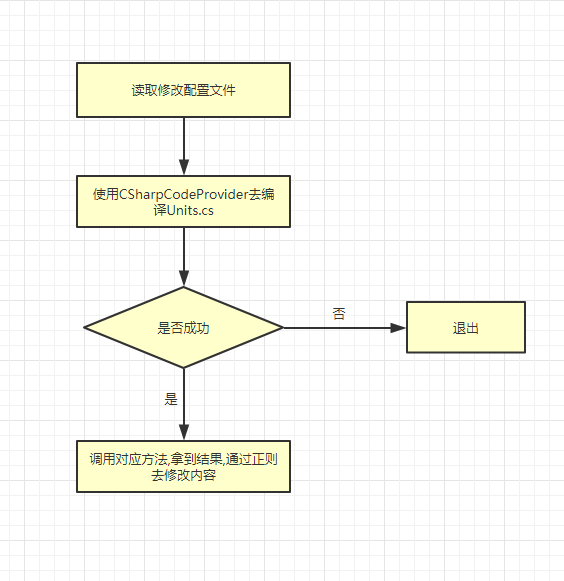 读取修改配置文件
使用CSharpCodeProvider去编
译Units.cs
是否成功
否
退出
是
调用对应方法,拿到结果,通过正则
去修改内容